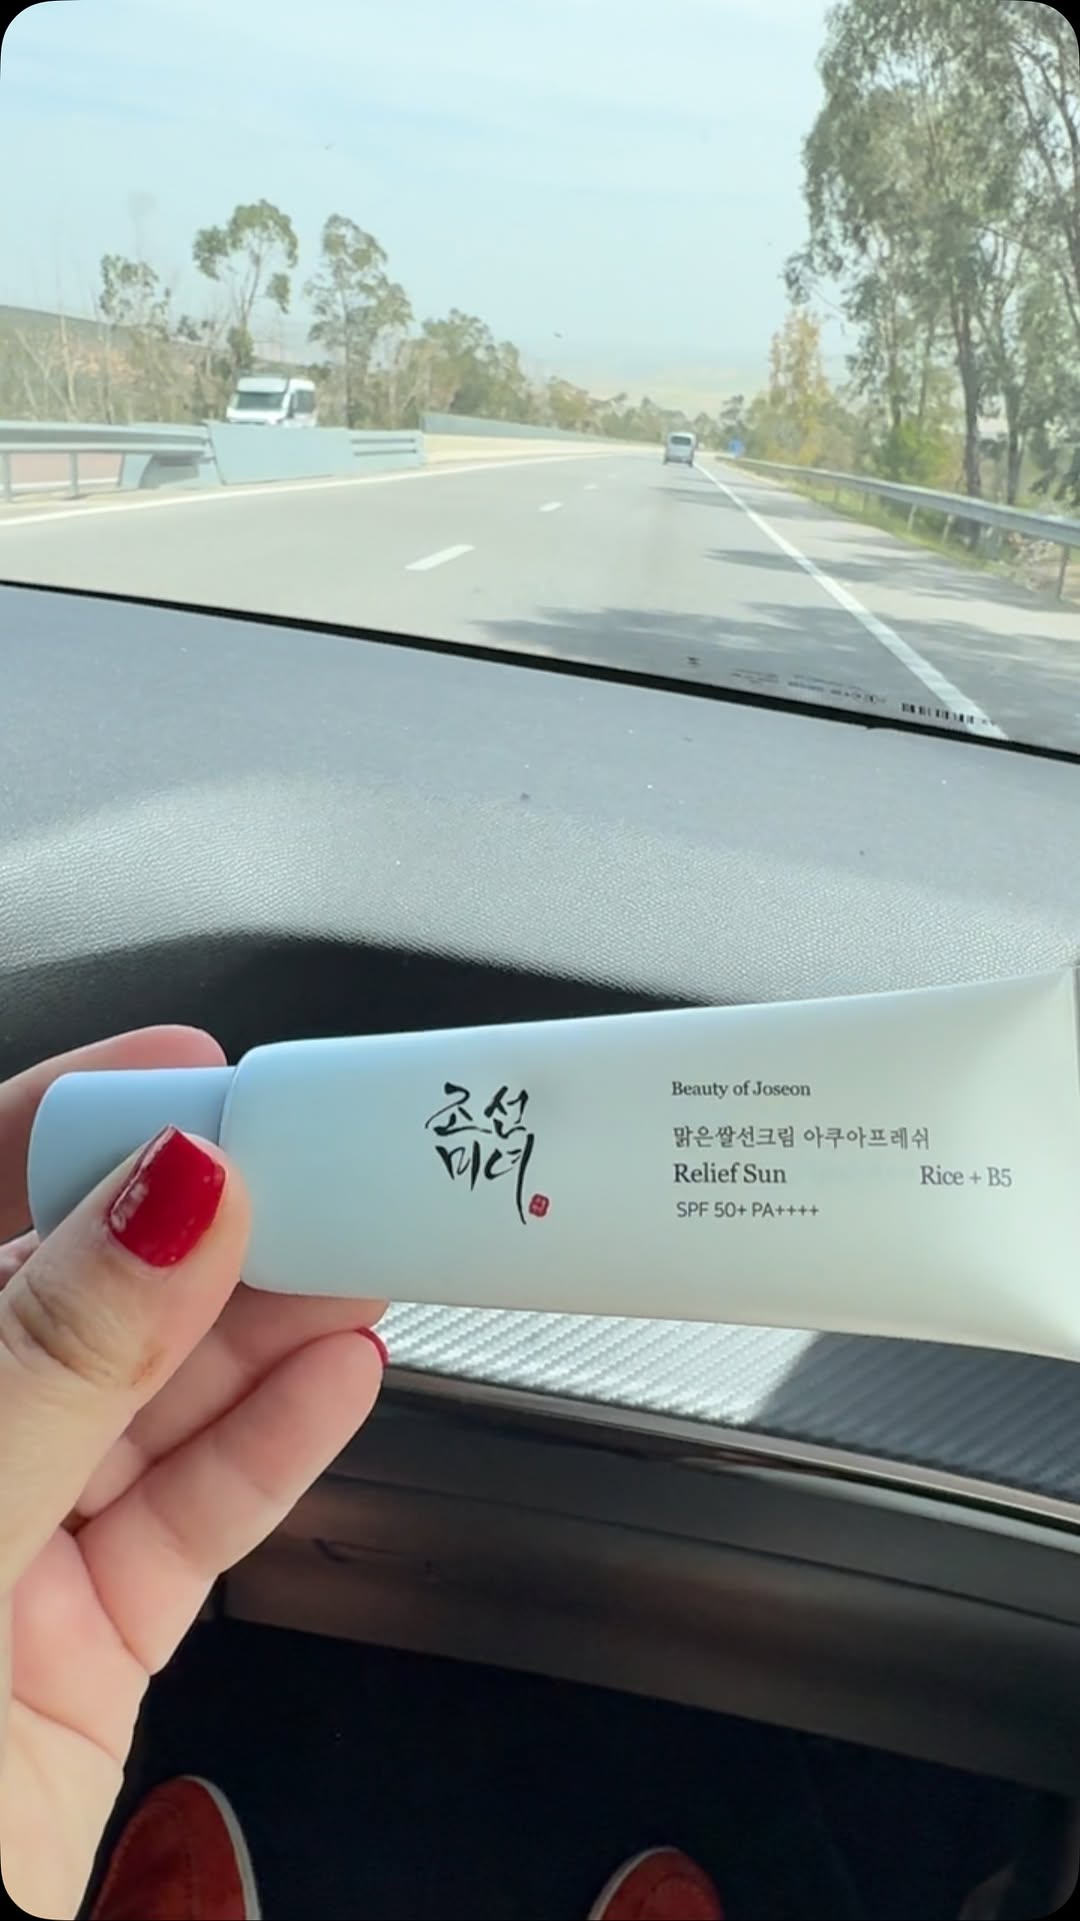 조선
미녀
Beauty of Joseon
맑은쌀선크림 아쿠아프레쉬
Relief Sun Rice + B5
SPF 50+ PA++++